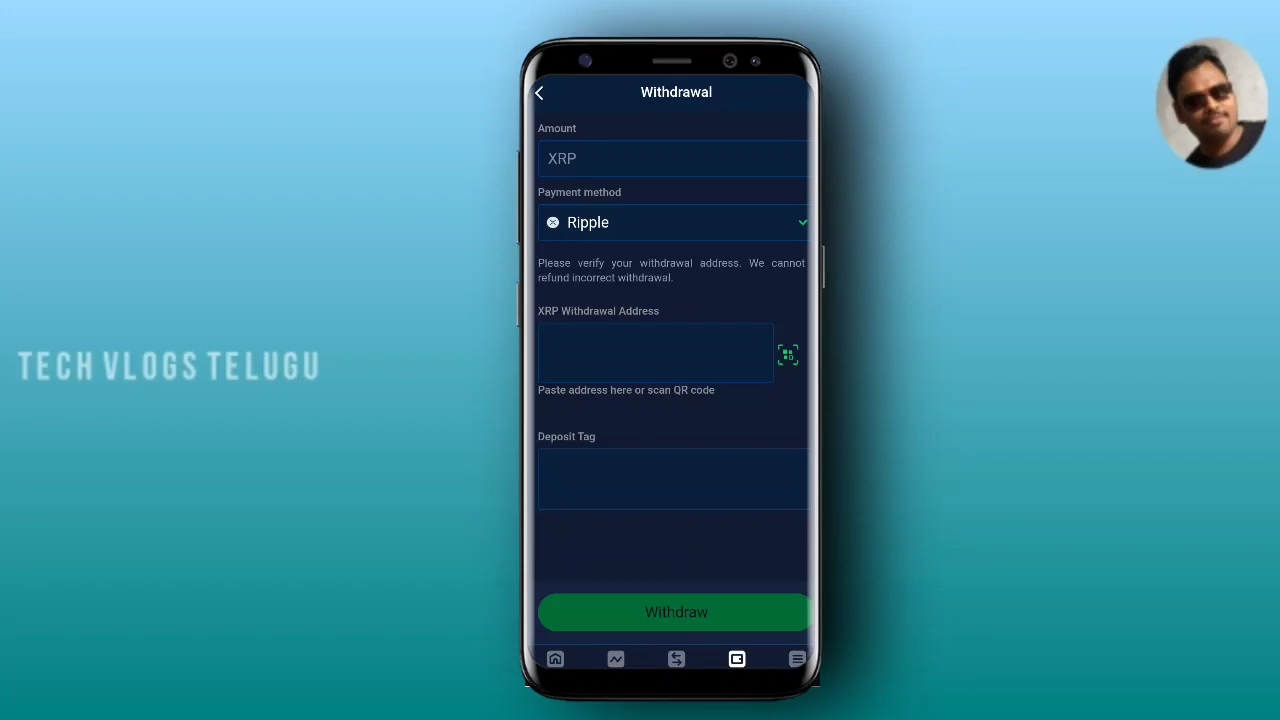 Withdrawal
Amount
XRP
Payment method
Ripple
Please verify your withdrawal address. We cannot
refund incorrect withdrawal.
XRP Withdrawal Address
TECH VLOGS TELUGU
Paste address here or scan QR code
Deposit Tag
Withdraw